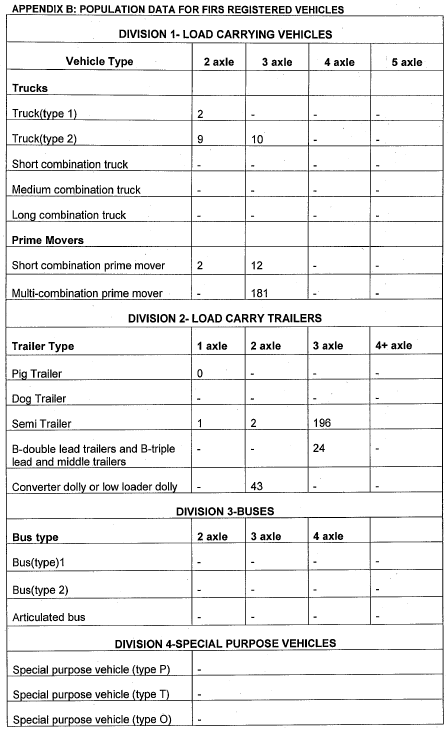 APPENDIX B: POPULATION DATA FOR FIRS REGISTERED VEHICLES
DIVISION 1- LOAD CARRYING VEHICLES
Vehicle Type 2 axle 3 axle 4 axle 5 axle
Trucks
Truck(type 1) 2 - - -
Truck(type 2) 9 10 - -
Short combination truck - - - -
Medium combination truck - - - -
Long combination truck - - - -
Prime Movers
Short combination prime mover 2 12 - -
Multi-combination prime mover - 181 - -
DIVISION 2- LOAD CARRY TRAILERS
Trailer Type 1 axle 2 axle 3 axle 4+ axle
Pig Trailer 0 - - -
Dog Trailer - - - -
Semi Trailer 1 2 196
B-double lead trailers and B-triple - - 24 -
lead and middle trailers
Converter dolly or low loader dolly - 43 - -
DIVISION 3-BUSES
Bus type 2 axle 3 axle 4 axle
Bus(type)1 - - -
Bus(type 2) - - -
Articulated bus - - -
DIVISION 4-SPECIAL PURPOSE VEHICLES
Special purpose vehicle (type P) -
Special purpose vehicle (type T) -
Special purpose vehicle (type O) -